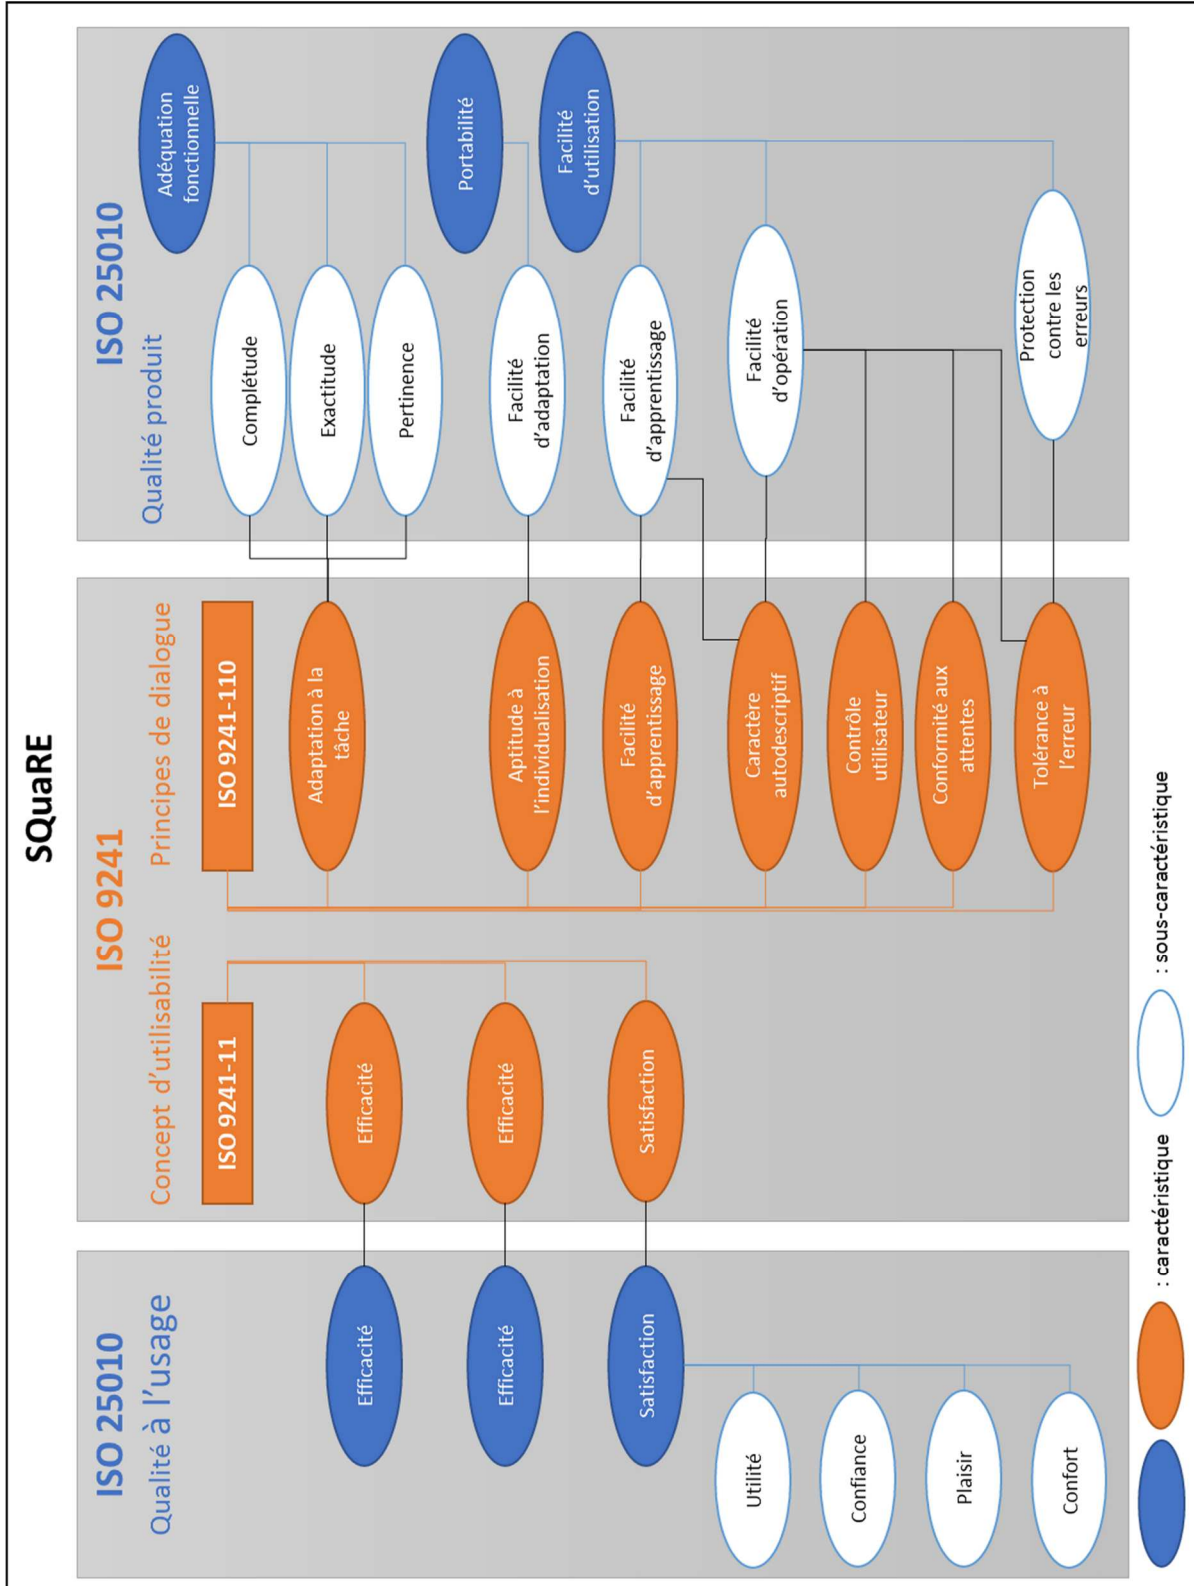 SQuaRE
ISO 25010
Qualité à l'usage
Efficacité
Efficacité
Satisfaction
Utilité
Confiance
Plaisir
Confort
ISO 9241
Concept d'utilisabilité
ISO 9241-11
Efficacité
Efficacité
Satisfaction
Principes de dialogue
ISO 9241-110
Adaptation à la
tâche
Aptitude à
l'individualisation
Facilité
d'apprentissage
Caractère
autodescriptif
Contrôle
utilisateur
Conformité aux
attentes
Tolérance à
l'erreur
ISO 25010
Qualité produit
Complétude
Exactitude
Pertinence
Facilité
d'adaptation
Facilité
d'apprentissage
Facilité
d'opération
Protection
contre les
erreurs
Adéquation
fonctionnelle
Portabilité
Facilité
d'utilisation
: caractéristique
: sous-caractéristique